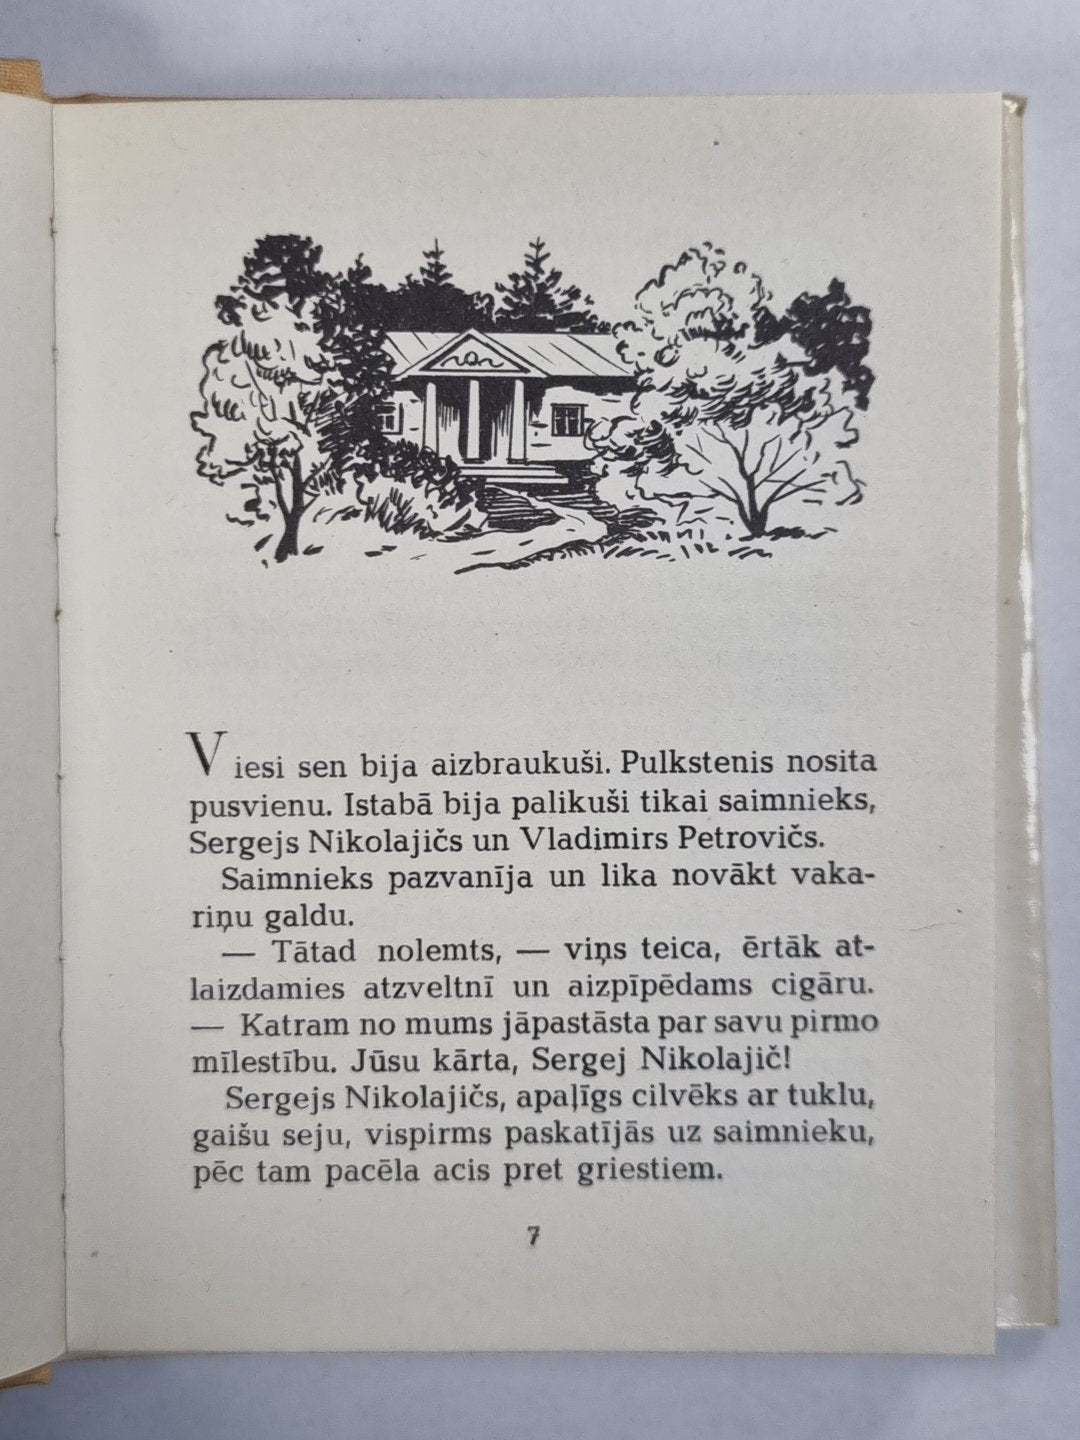 Viesi sen bija aizbraukuši. Pulkstenis nosita
pusvienu. Istabā bija palikuši tikai saimnieks,
Sergejs Nikolajičs un Vladimirs Petrovičs.
Saimnieks pazvanīja un lika novākt vaka-
riņu galdu.
— Tātad nolemts, — viņs teica, ērtāk at-
laizdamies atzveltnī un aizpīpēdams cigāru.
— Katram no mums jāpastāsta par savu pirmo
mīlestību. Jūsu kārta, Sergej Nikolajič!
Sergejs Nikolajičs, apaļīgs cilvēks ar tuklu,
gaišu seju, vispirms paskatījās uz saimnieku,
pēc tam pacēla acis pret griestiem.
7